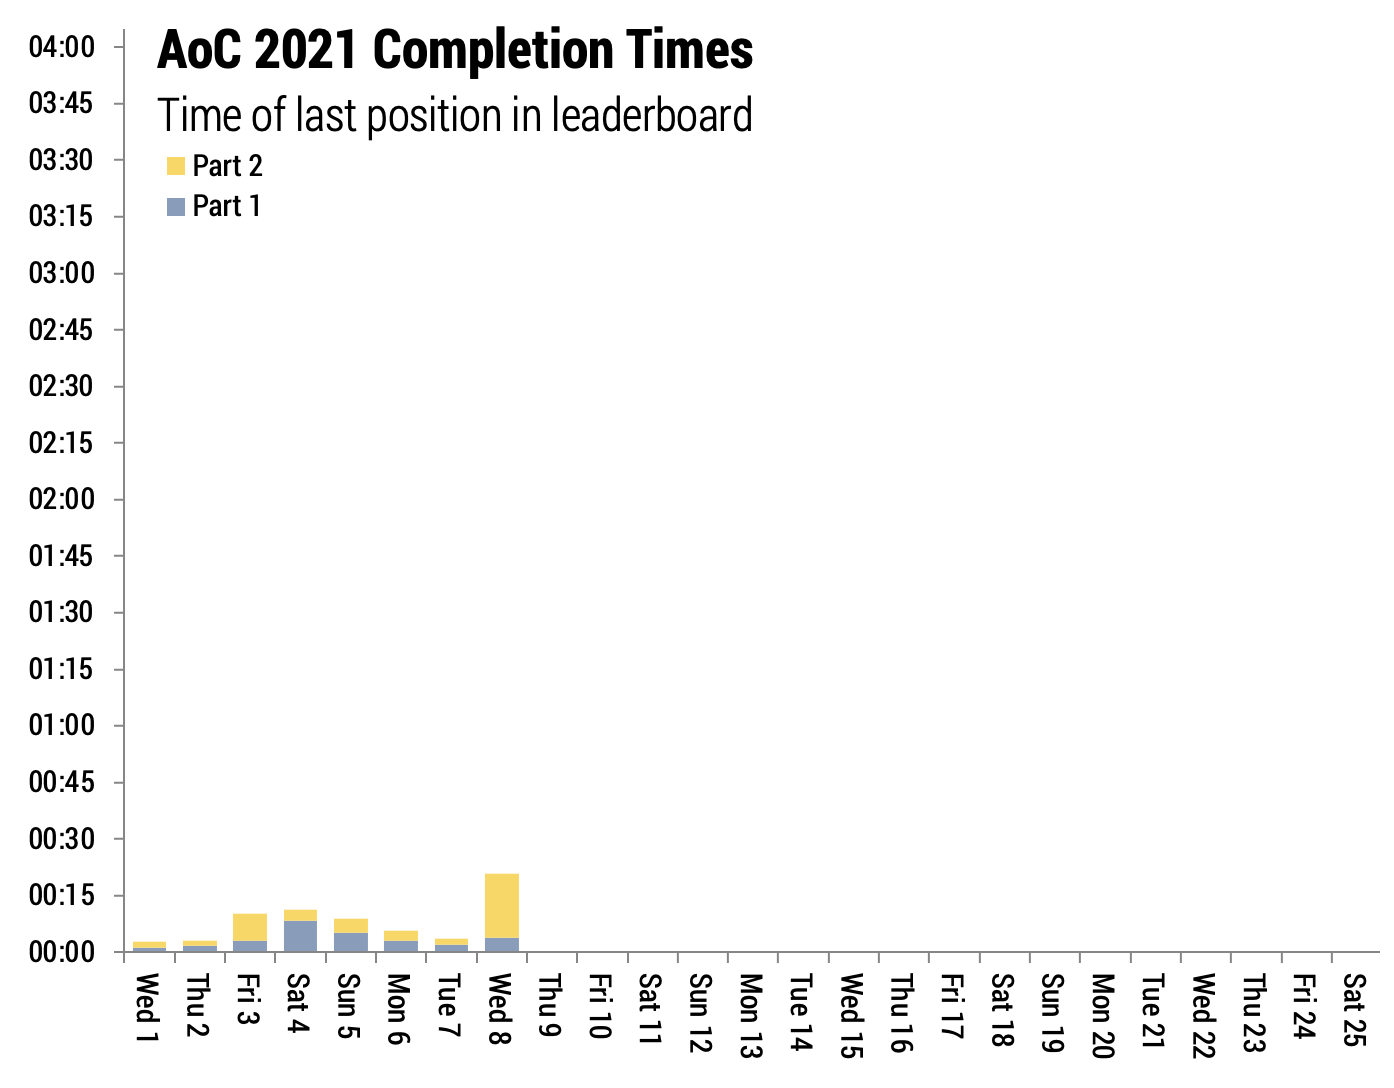 AoC 2021 Completion Times
Time of last position in leaderboard
Part 2
Part 1
04:00
03:45
03:30
03:15
03:00
02:45
02:30
02:15
02:00
01:45
01:30
01:15
01:00
00:45
00:30
00:15
00:00
Wed 1
Thu 2
Fri 3
Sat 4
Sun 5
Mon 6
Tue 7
Wed 8
Thu 9
Fri 10
Sat 11
Sun 12
Mon 13
Tue 14
Wed 15
Thu 16
Fri 17
Sat 18
Sun 19
Mon 20
Tue 21
Wed 22
Thu 23
Fri 24
Sat 25